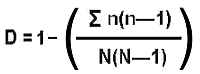 D = 1- ( Σ n(n—1) / N(N—1) )